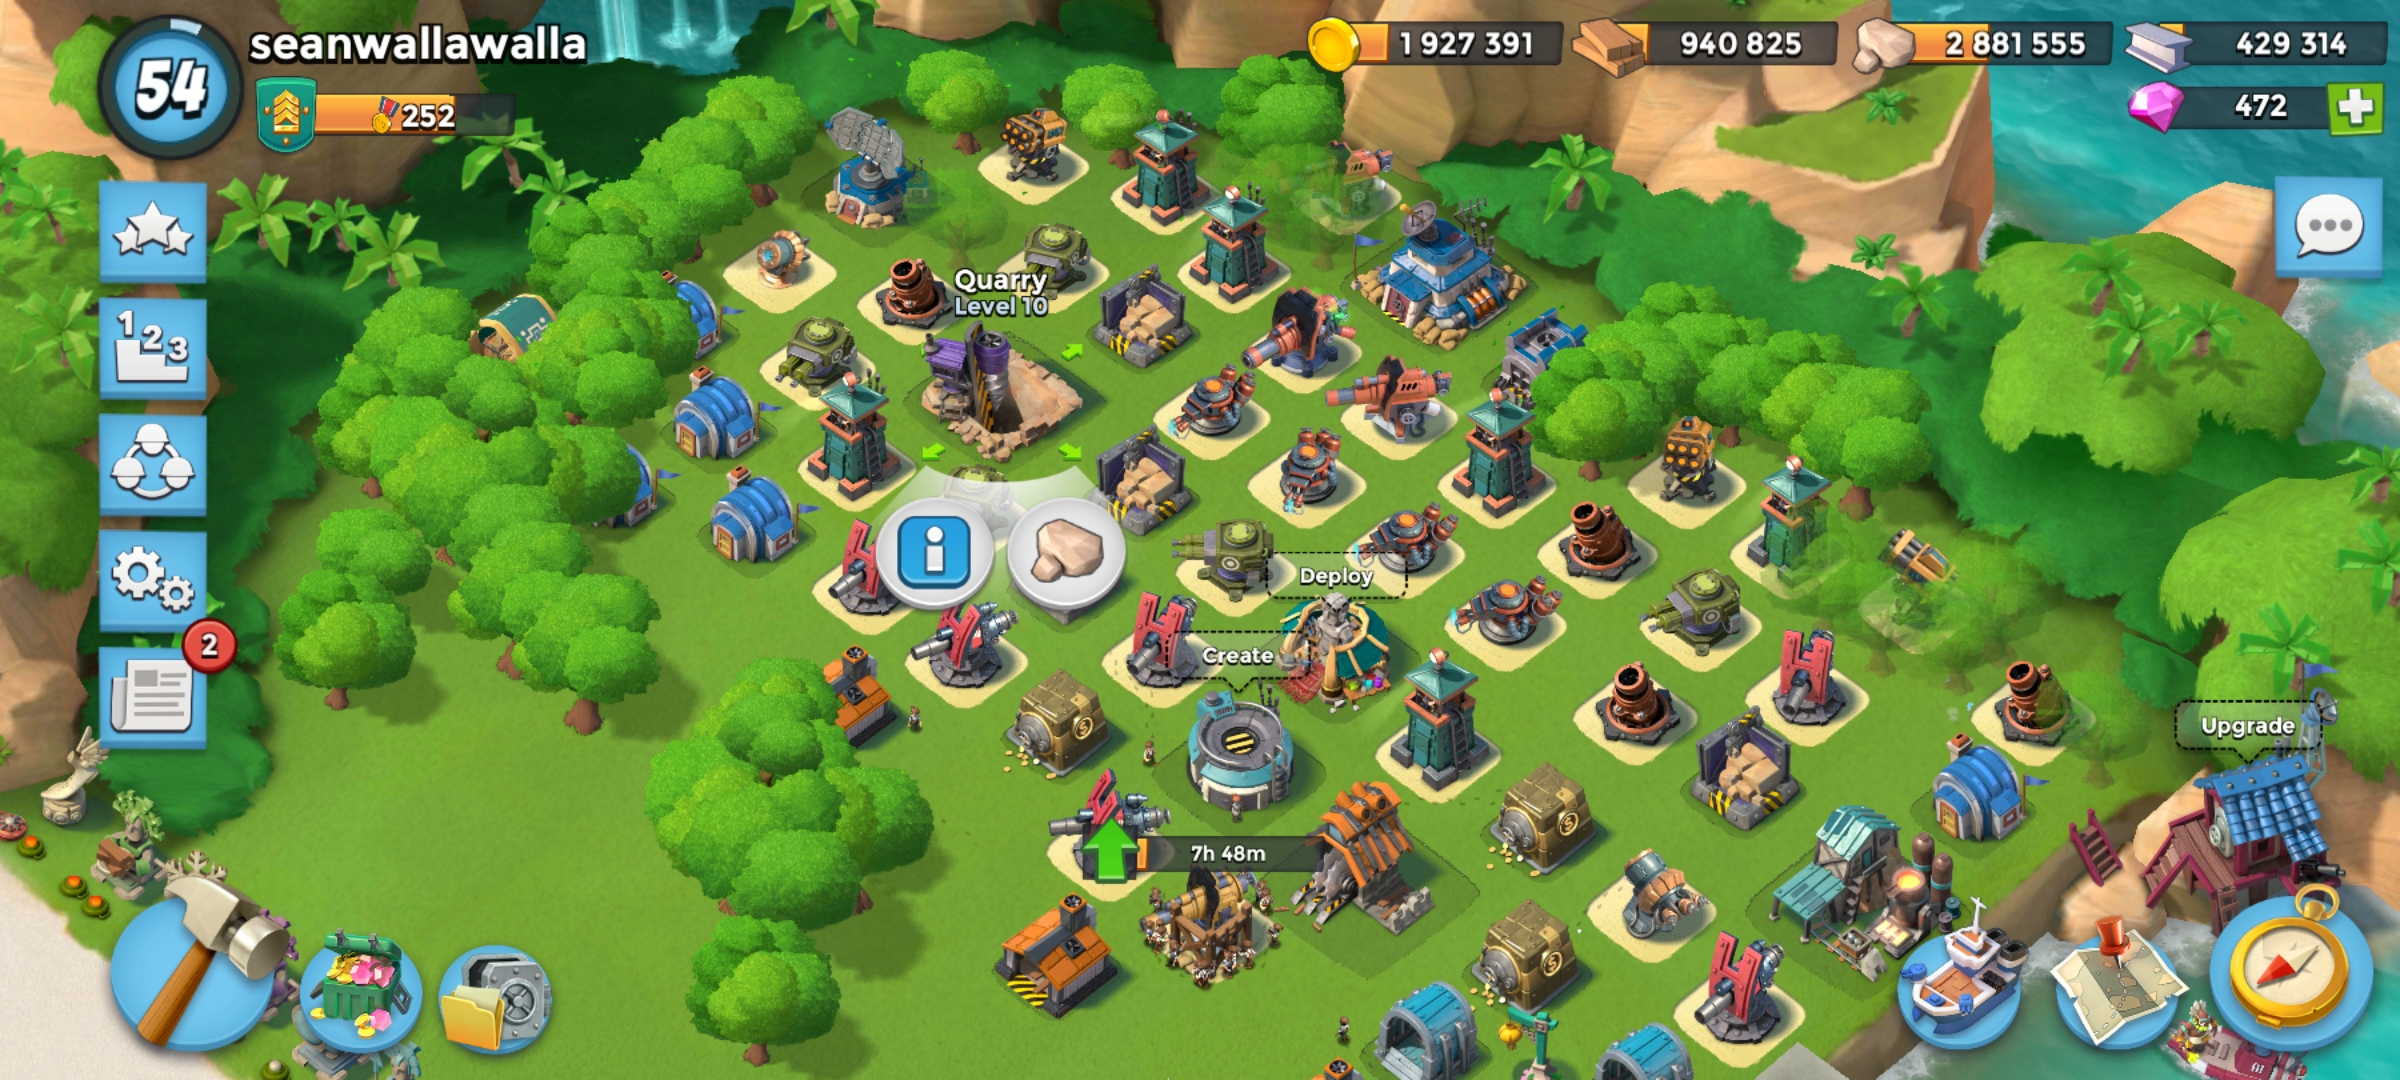 54
seanwallawalla
252
1 927 391
940 825
2 881 555
429 314
472
123
2
Quarry
Level 10
Deploy
Create
Upgrade
7h 48m